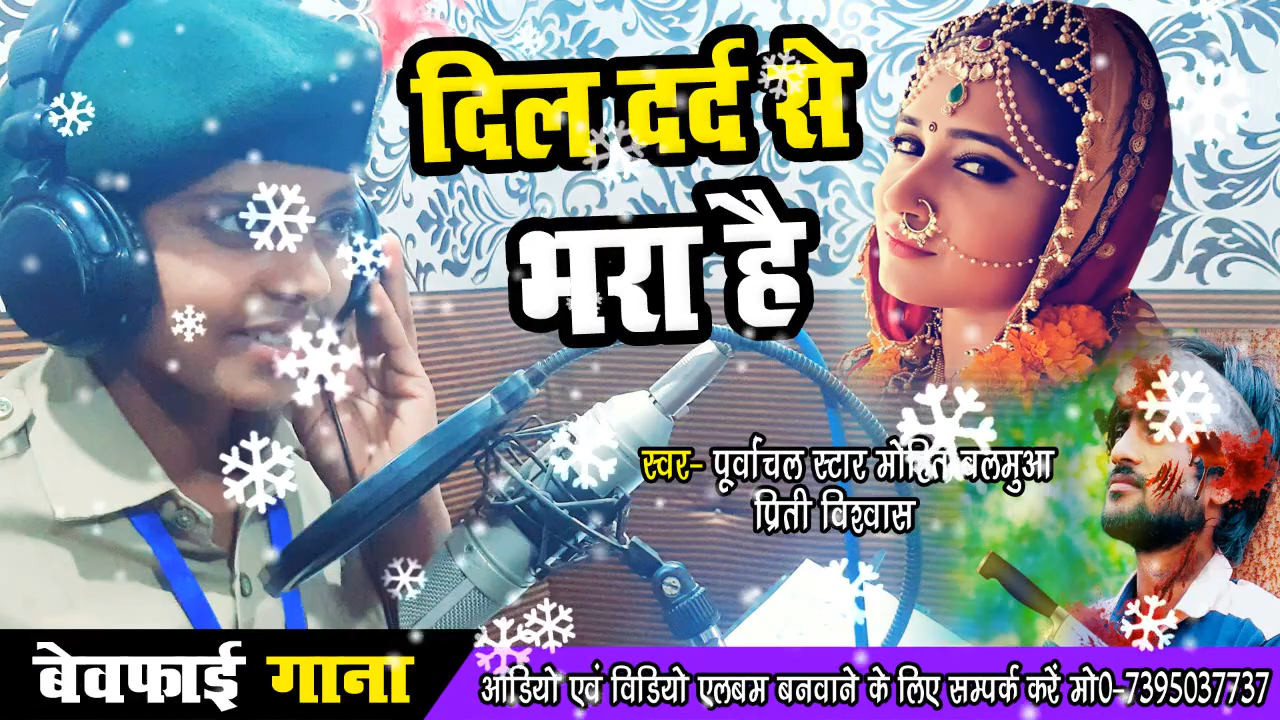 दिल दर्द से
भरा है
स्वर- पूर्वाचल स्टार मोहित बलमुआ
प्रिती विश्वास
बेवफाई गाना
आडियो एवं विडियो एलबम बनवाने के लिए सम्पर्क करें मो0-7395037737